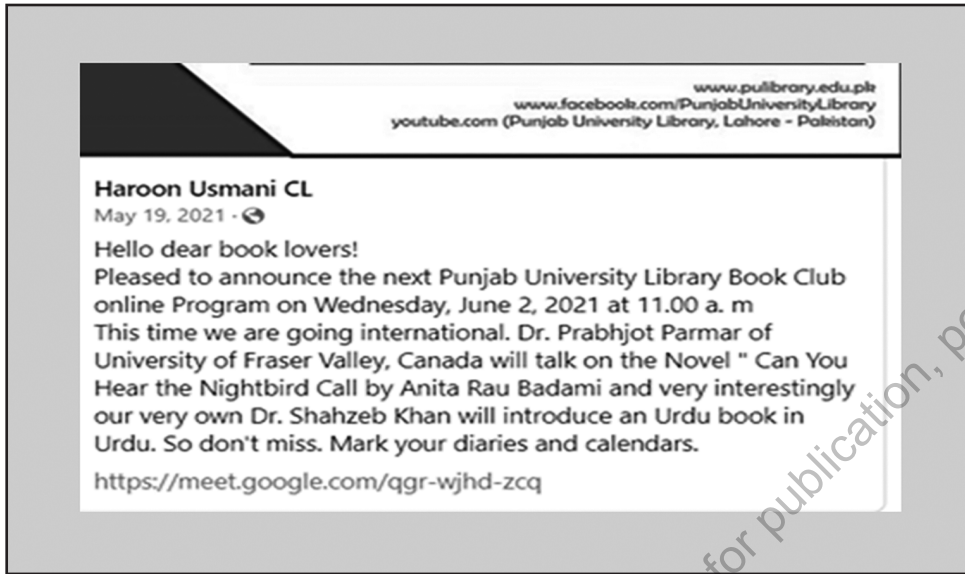 www.pulibrary.edu.pk
www.facebook.com/PunjabUniversityLibrary
youtube.com (Punjab University Library, Lahore - Pakistan)
Haroon Usmani CL
May 19, 2021 ·
Hello dear book lovers!
Pleased to announce the next Punjab University Library Book Club
online Program on Wednesday, June 2, 2021 at 11.00 a. m
This time we are going international. Dr. Prabhjot Parmar of
University of Fraser Valley, Canada will talk on the Novel " Can You
Hear the Nightbird Call by Anita Rau Badami and very interestingly
our very own Dr. Shahzeb Khan will introduce an Urdu book in
Urdu. So don't miss. Mark your diaries and calendars.
https://meet.google.com/qgr-wjhd-zcq
for publication,